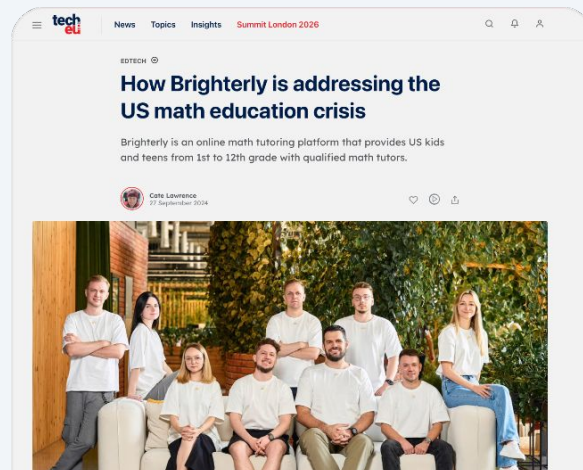 tech
eu
News Topics Insights Summit London 2026
EDTECH
How Brighterly is addressing the
US math education crisis
Brighterly is an online math tutoring platform that provides US kids
and teens from 1st to 12th grade with qualified math tutors.
Cate Lawrence
27 September 2024